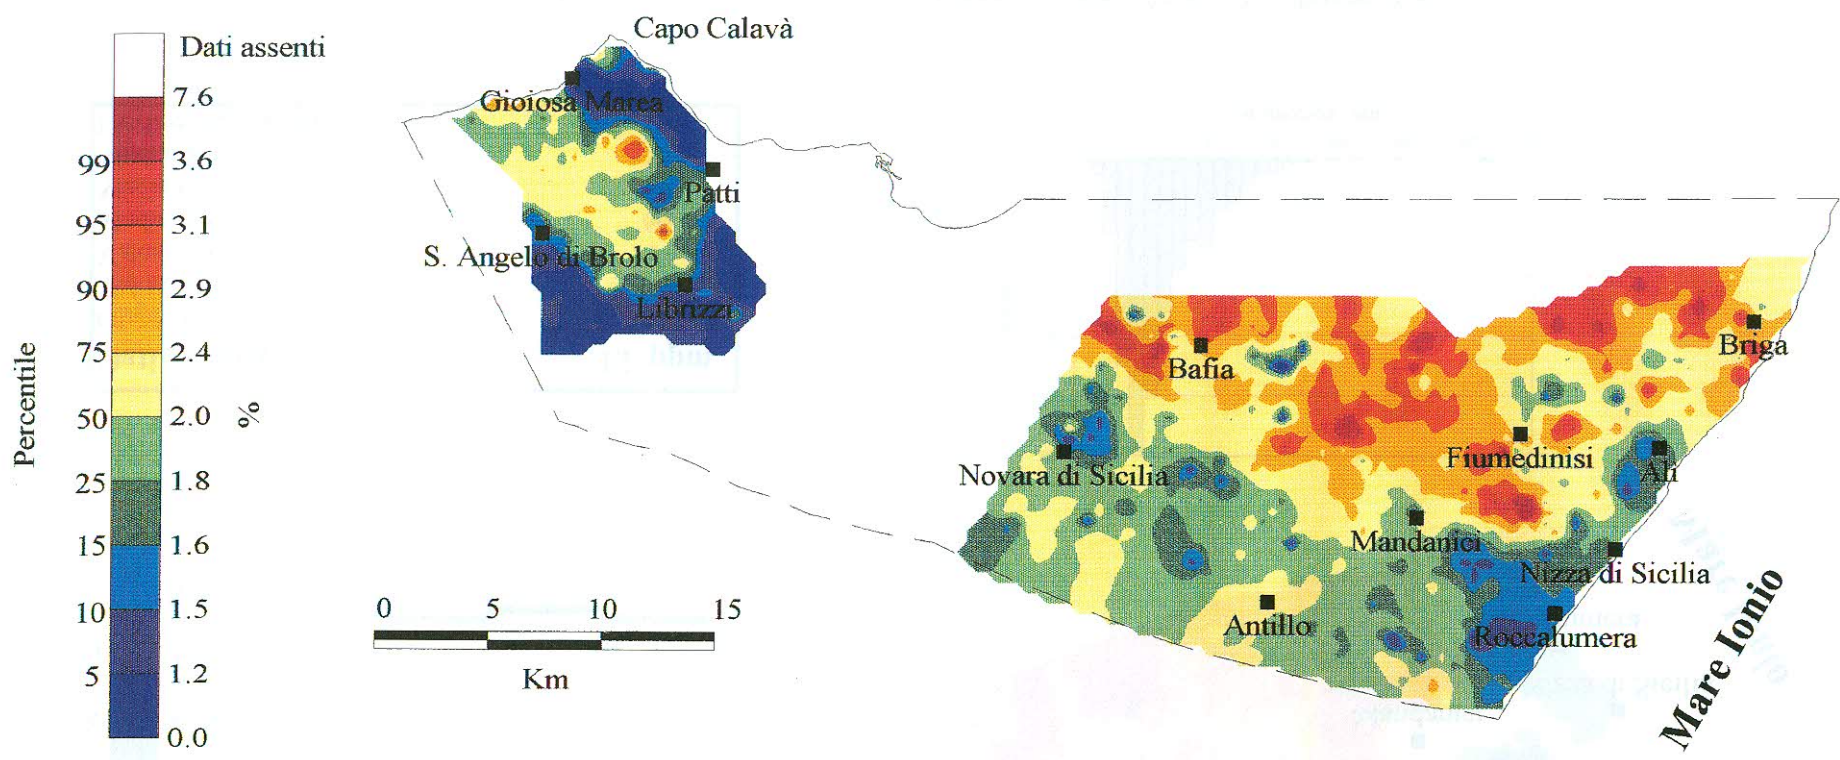 Capo Calavà
Dati assenti
7.6
Gioiosa Marea
99
3.6
Patti
95
3.1
S. Angelo di Brolo
90
2.9
Librizzi
Briga
75
2.4
Bafia
Percentile
50
2.0
%
Fiumedinisi
Novara di Sicilia
Alì
25
1.8
15
1.6
Mandanici
Nizza di Sicilia
10
1.5
0 5 10 15
Km
Antillo
Roccalumera
5
1.2
Mare Ionio
0.0